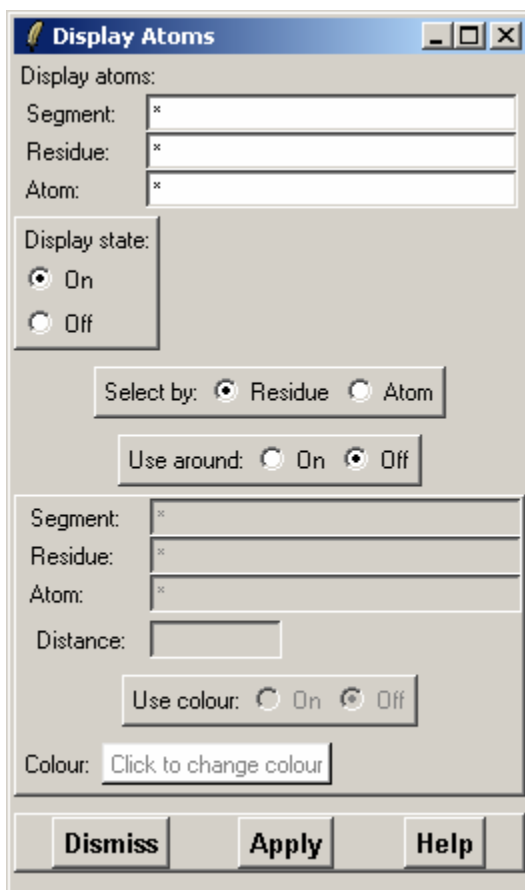 Display Atoms
Display atoms:
Segment: *
Residue: *
Atom: *
Display state:
On
Off
Select by: Residue Atom
Use around: On Off
Segment: *
Residue: *
Atom: *
Distance:
Use colour: On Off
Colour: Click to change colour
Dismiss Apply Help